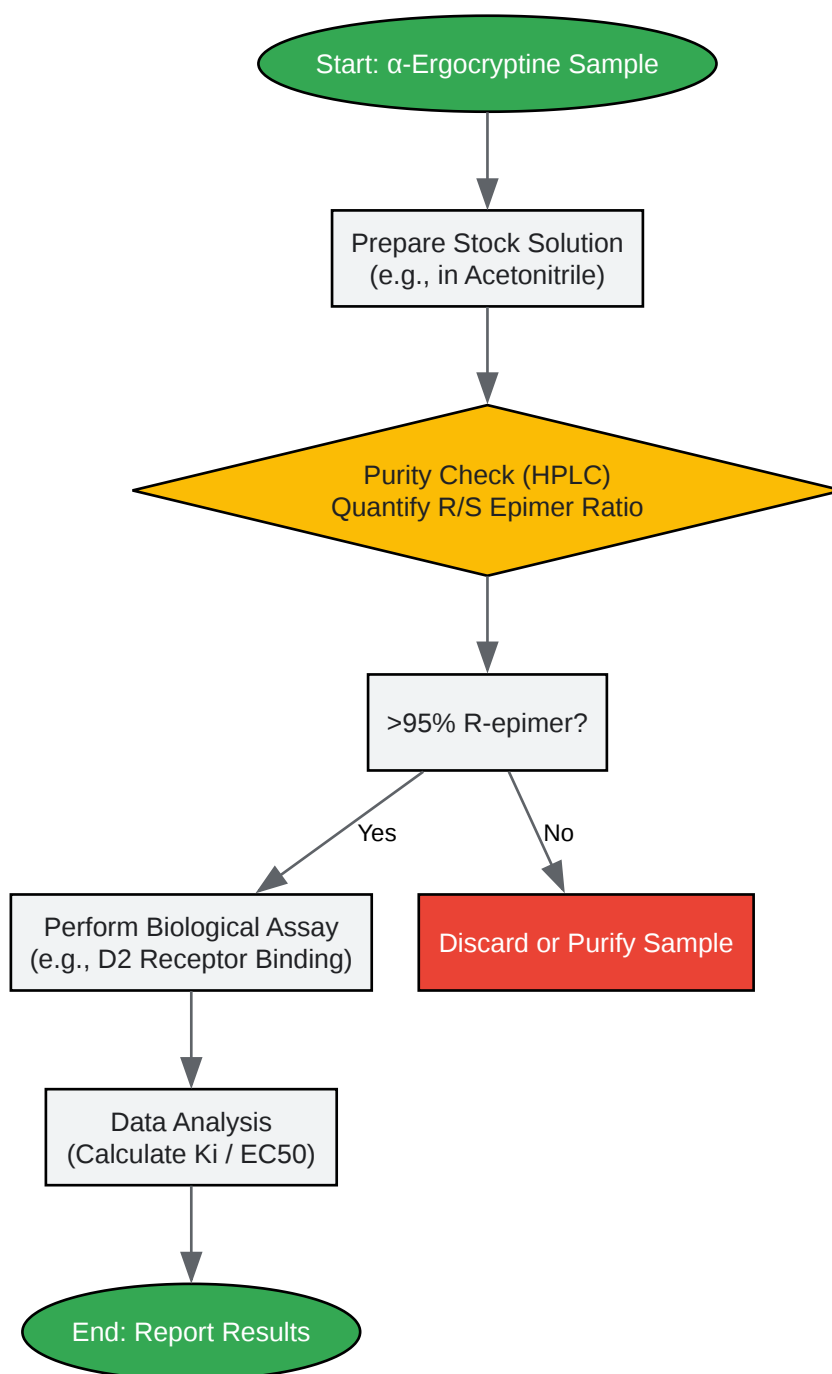 Start: α-Ergocryptine Sample
Prepare Stock Solution
(e.g., in Acetonitrile)
Purity Check (HPLC)
Quantify R/S Epimer Ratio
>95% R-epimer?
Yes
No
Perform Biological Assay
(e.g., D2 Receptor Binding)
Discard or Purify Sample
Data Analysis
(Calculate Ki / EC50)
End: Report Results